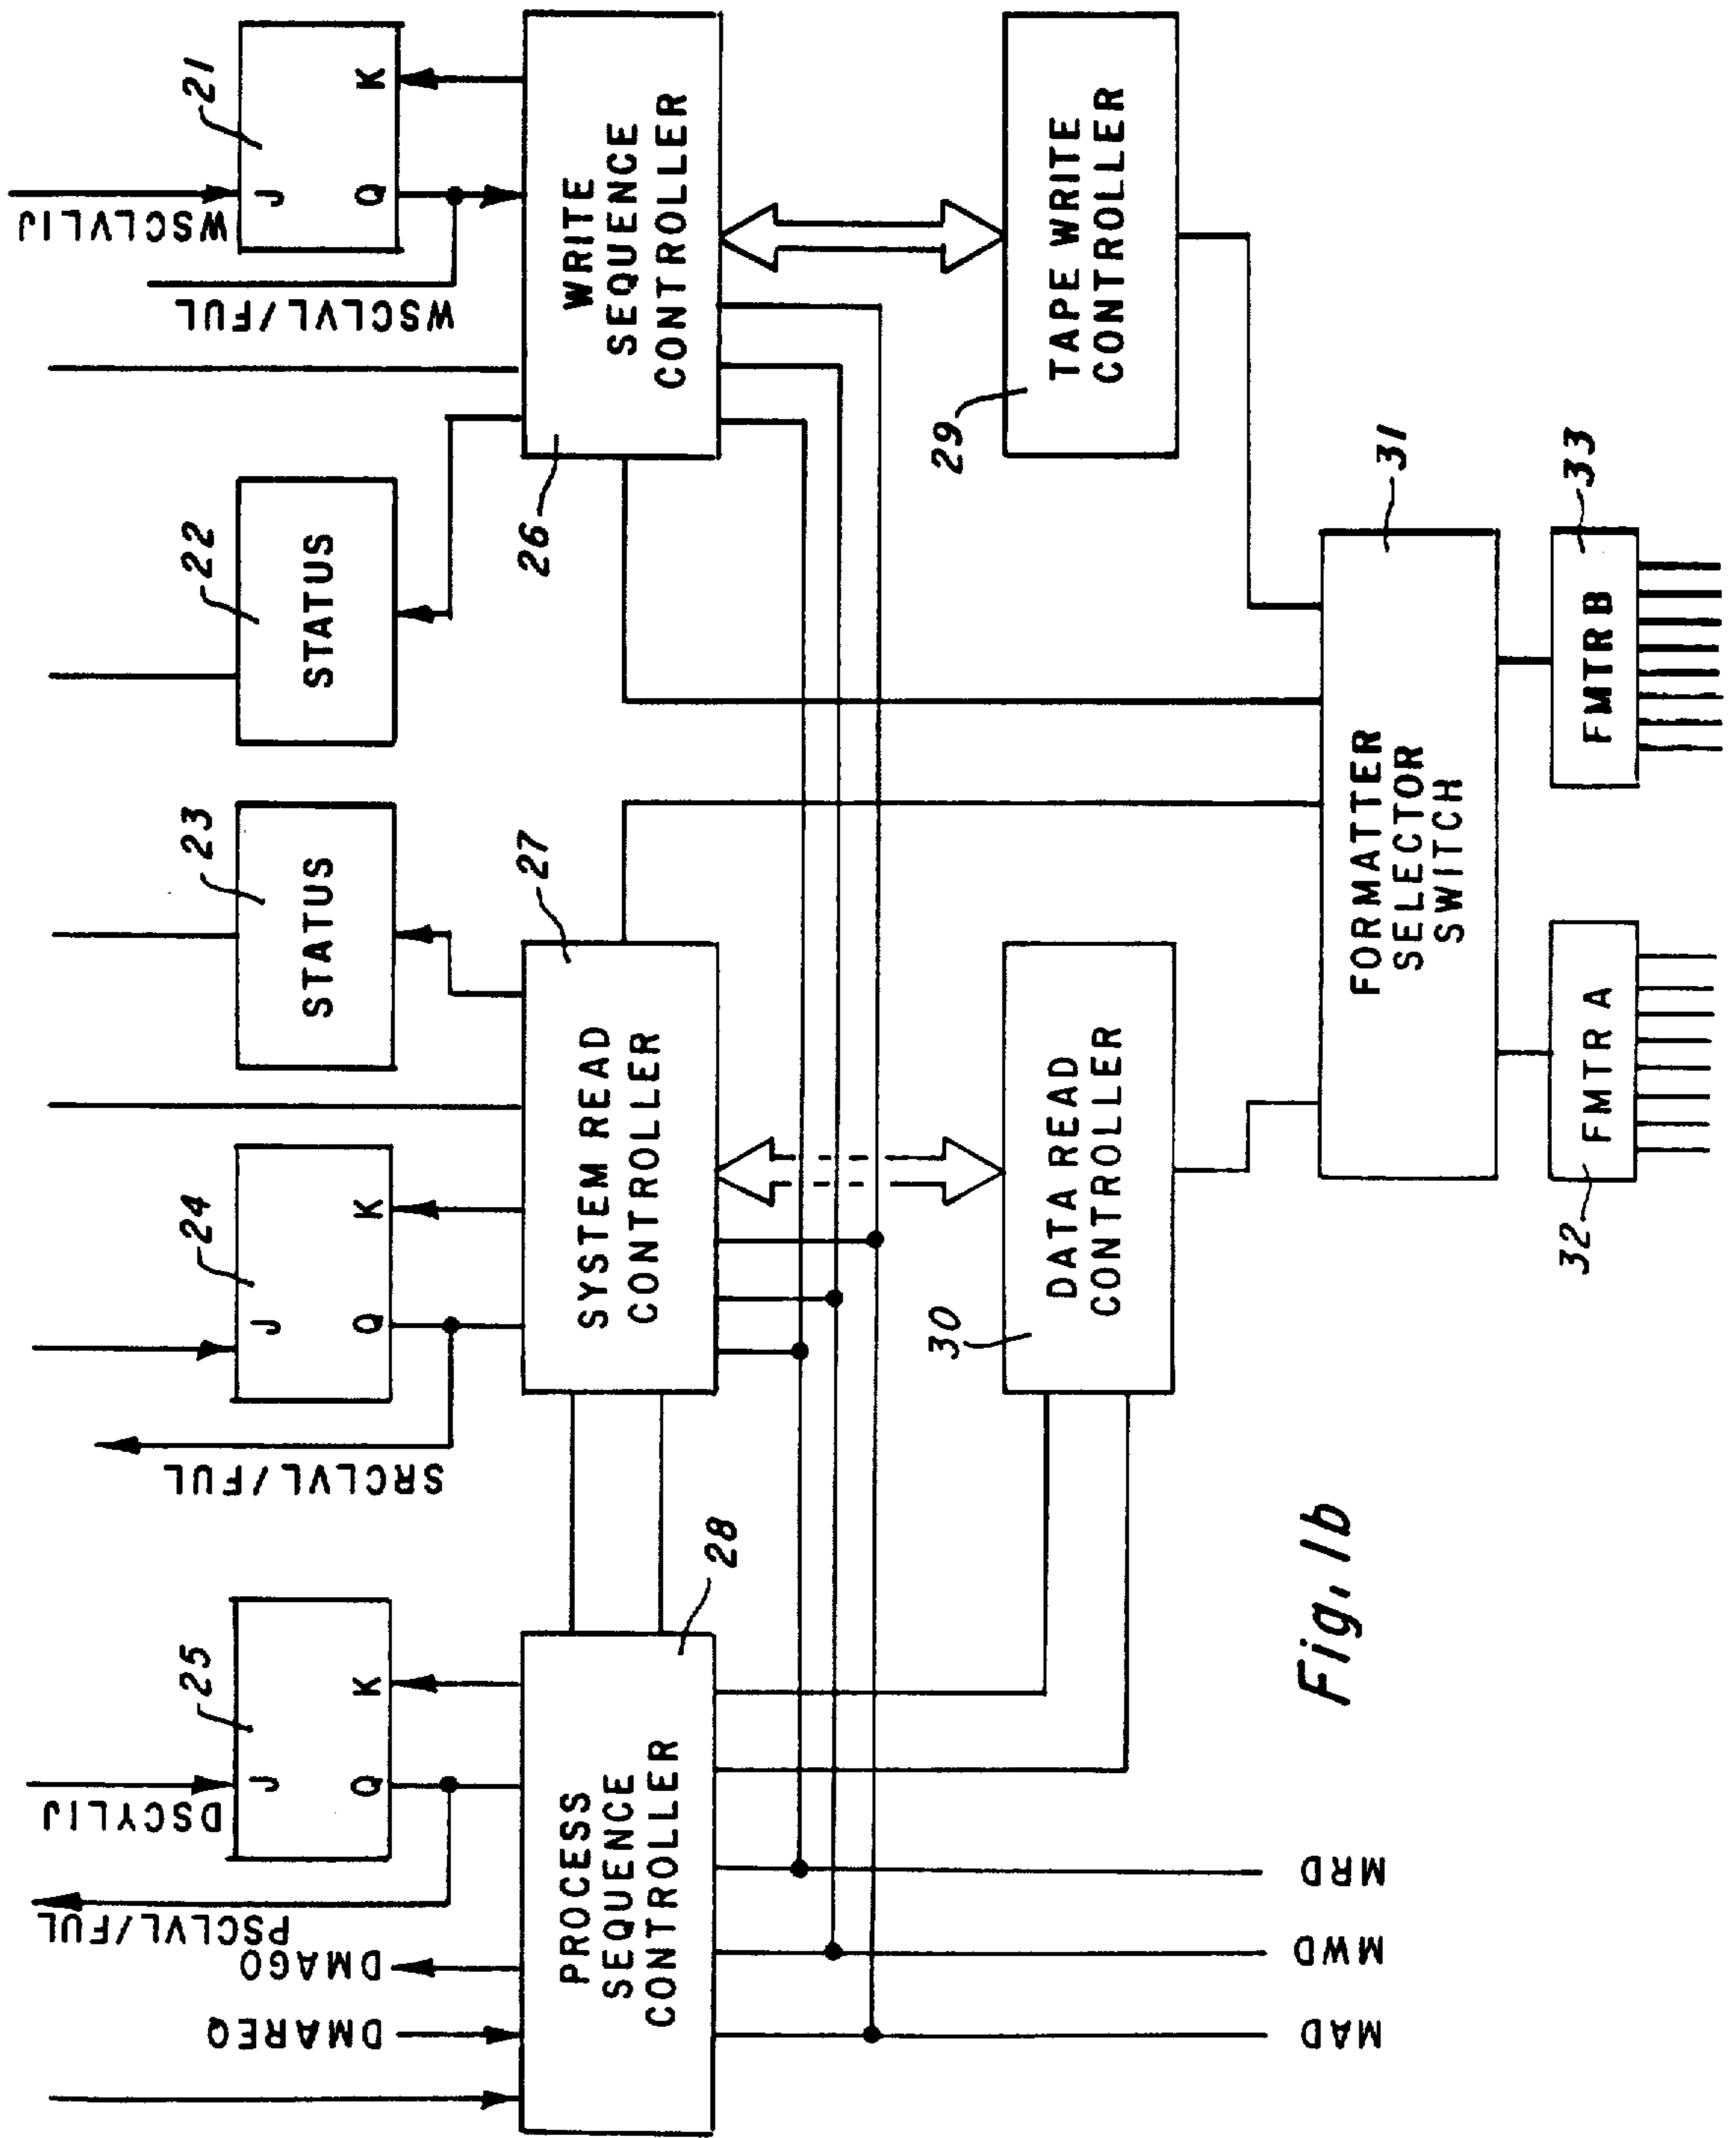 WSCLVLIJ
J
Q
K
21
WSCLVL/FUL
STATUS
22
STATUS
23
J
Q
K
24
SRCLVL/FUL
J
Q
K
25
DSCYLIJ
PSCLVL/FUL
DMAGO
DMAREQ
WRITE
SEQUENCE
CONTROLLER
26
SYSTEM READ
CONTROLLER
27
PROCESS
SEQUENCE
CONTROLLER
28
TAPE WRITE
CONTROLLER
29
DATA READ
CONTROLLER
30
FORMATTER
SELECTOR
SWITCH
31
FMTR A
32
FMTR B
33
MRD
MWD
MAD
Fig. 1b